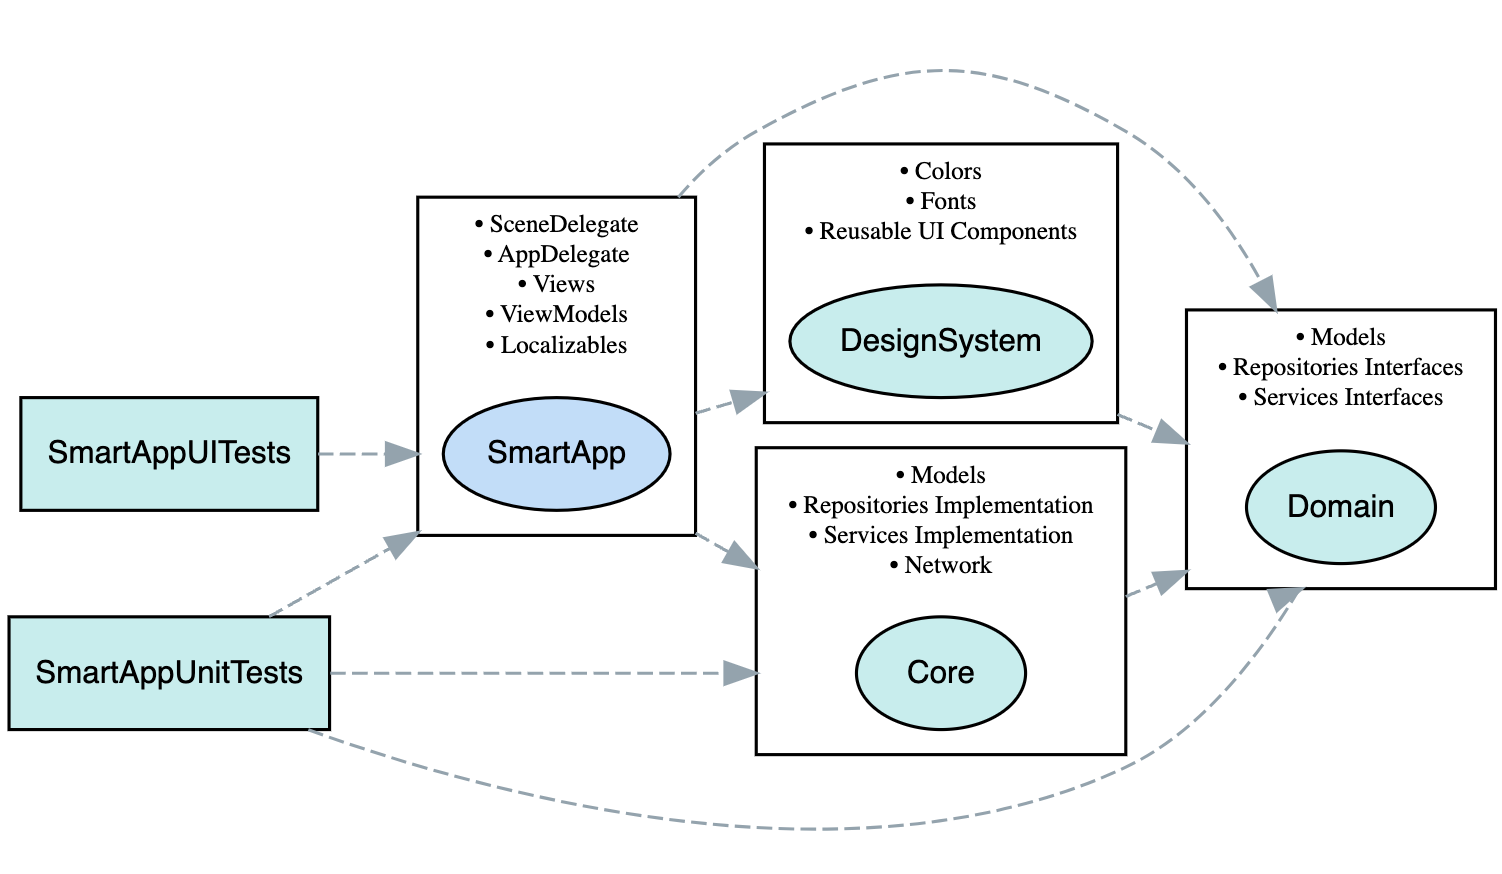 SmartAppUITests
SmartAppUnitTests
• SceneDelegate
• AppDelegate
• Views
• ViewModels
• Localizables
SmartApp
• Colors
• Fonts
• Reusable UI Components
DesignSystem
• Models
• Repositories Implementation
• Services Implementation
• Network
Core
• Models
• Repositories Interfaces
• Services Interfaces
Domain